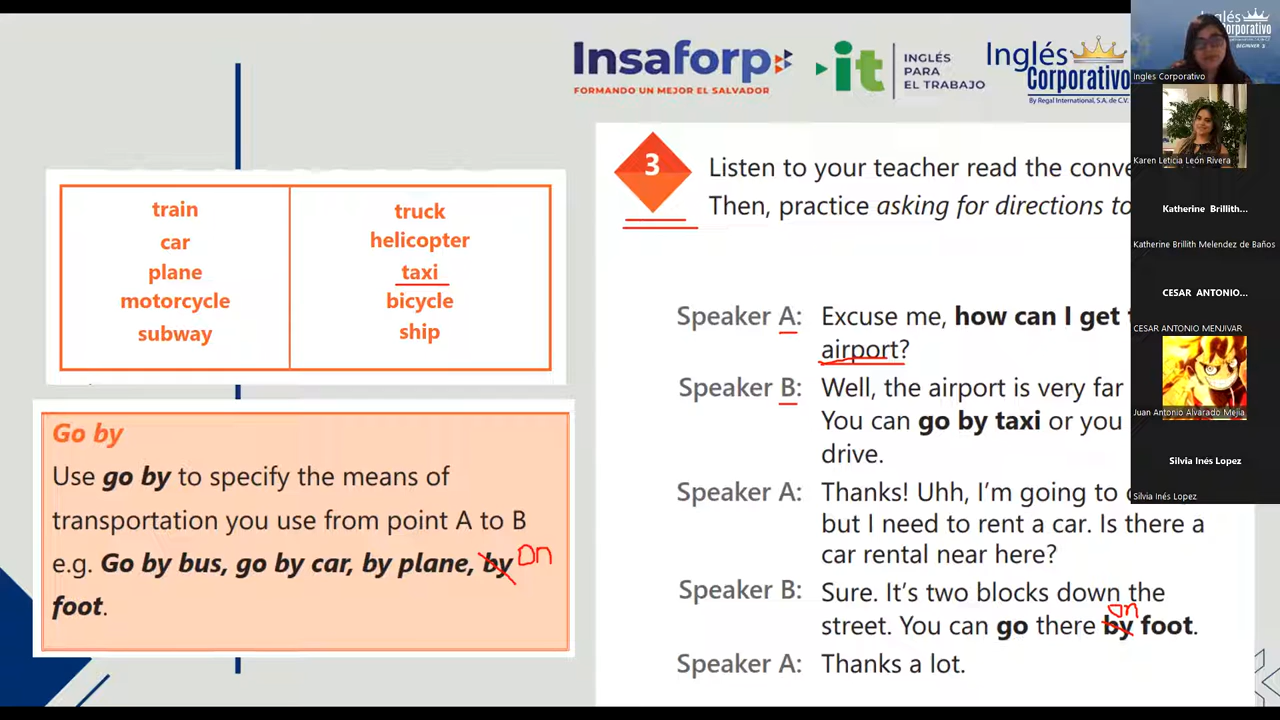 Insaforp
FORMANDO UN MEJOR EL SALVADOR
it
INGLÉS
PARA
EL TRABAJO
Inglés
Corporativo
By Regal International, S.A. de C.V.
train
car
plane
motorcycle
subway
truck
helicopter
taxi
bicycle
ship
Go by
Use go by to specify the means of
transportation you use from point A to B
e.g. Go by bus, go by car, by plane, by on
foot.
3
Listen to your teacher read the conve
Then, practice asking for directions to
Speaker A: Excuse me, how can I get
airport?
Speaker B: Well, the airport is very far
You can go by taxi or you
drive.
Speaker A: Thanks! Uhh, I'm going to
but I need to rent a car. Is there a
car rental near here?
Speaker B: Sure. It's two blocks down the
on
street. You can go there by foot.
Speaker A: Thanks a lot.
Inglés
Corporativo
BEGINNER 3
Ingles Corporativo
Karen Leticia León Rivera
Katherine Brillith...
Katherine Brillith Melendez de Baños
CESAR ANTONIO...
CESAR ANTONIO MENJIVAR
Juan Antonio Alvarado Mejia
Silvia Inés Lopez
Silvia Inés Lopez